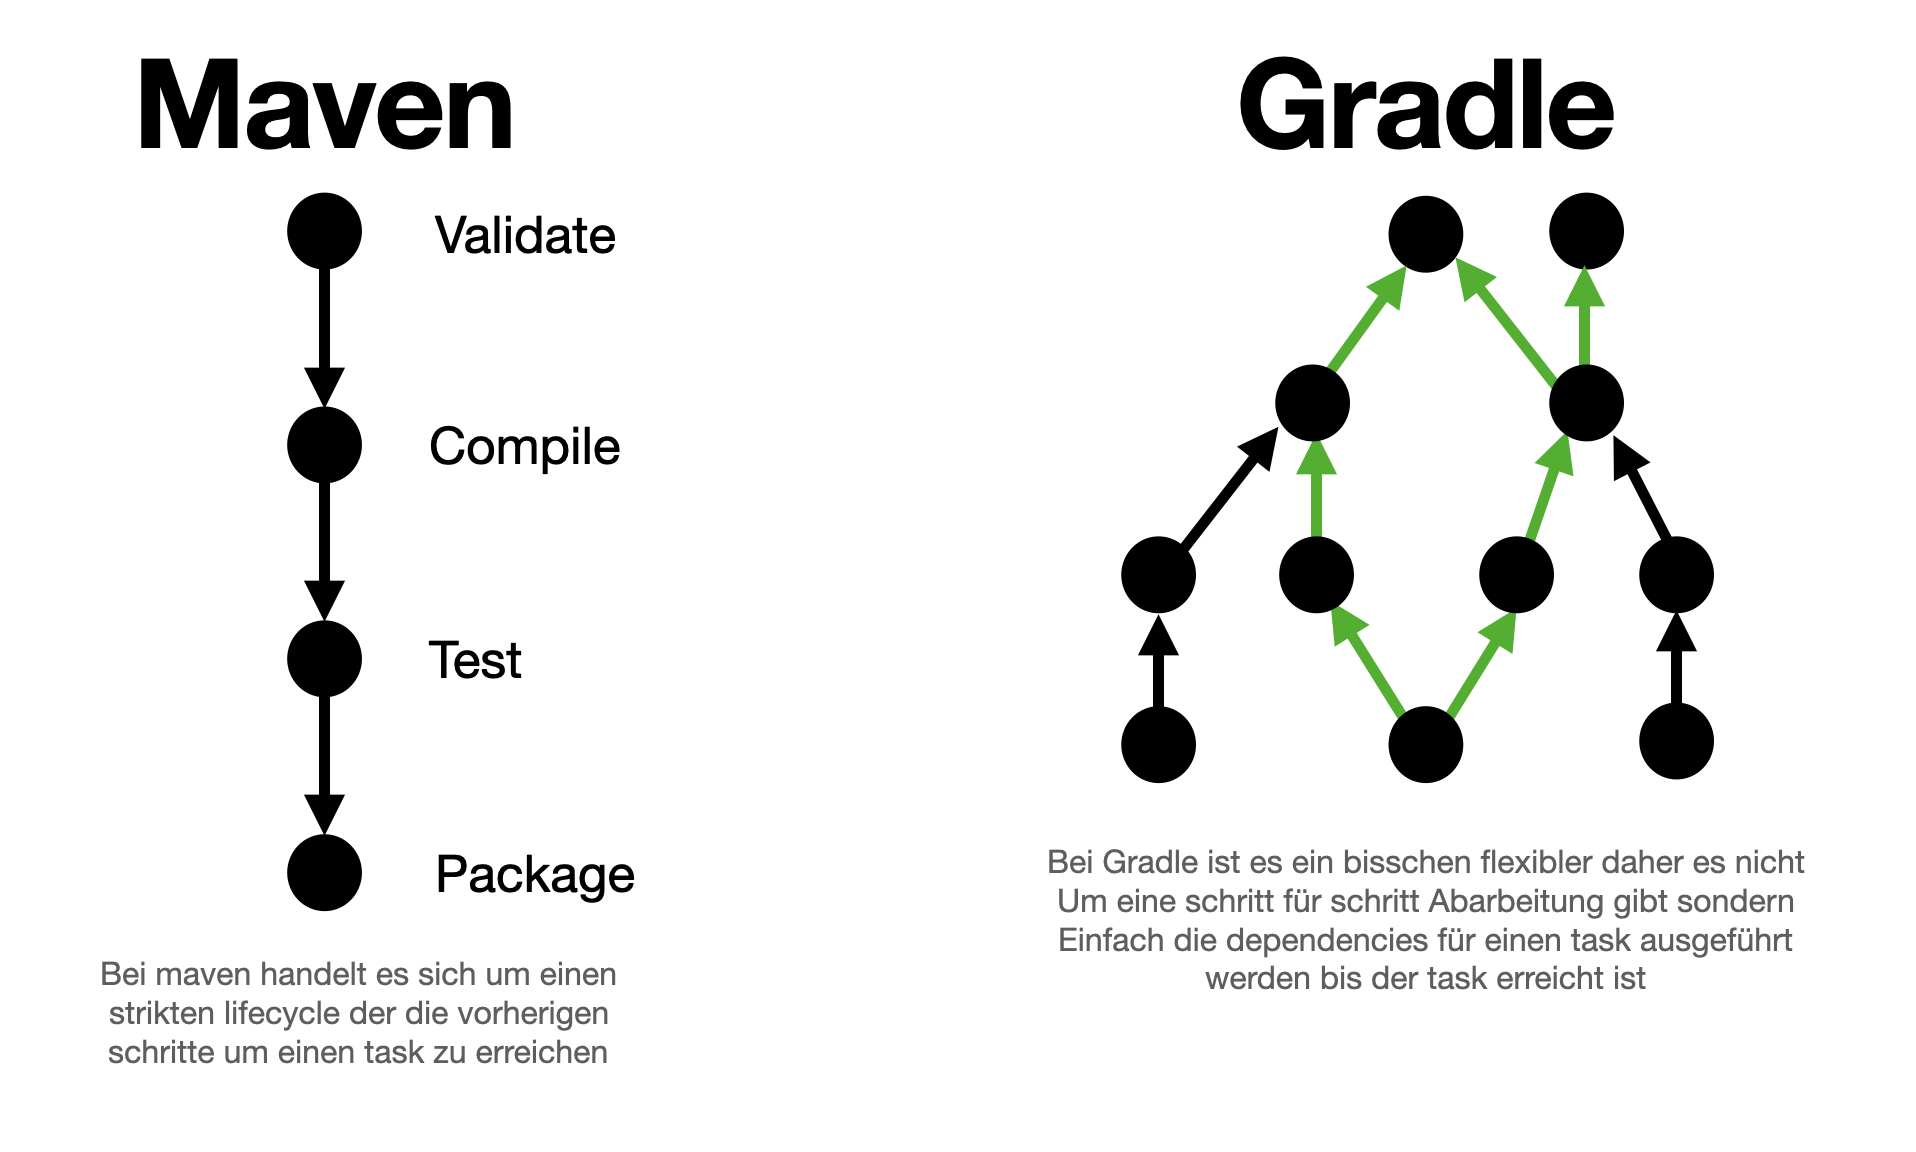 Maven
Validate
Compile
Test
Package
Bei maven handelt es sich um einen
strikten lifecycle der die vorherigen
schritte um einen task zu erreichen
Gradle
Bei Gradle ist es ein bisschen flexibler daher es nicht
Um eine schritt für schritt Abarbeitung gibt sondern
Einfach die dependencies für einen task ausgeführt
werden bis der task erreicht ist